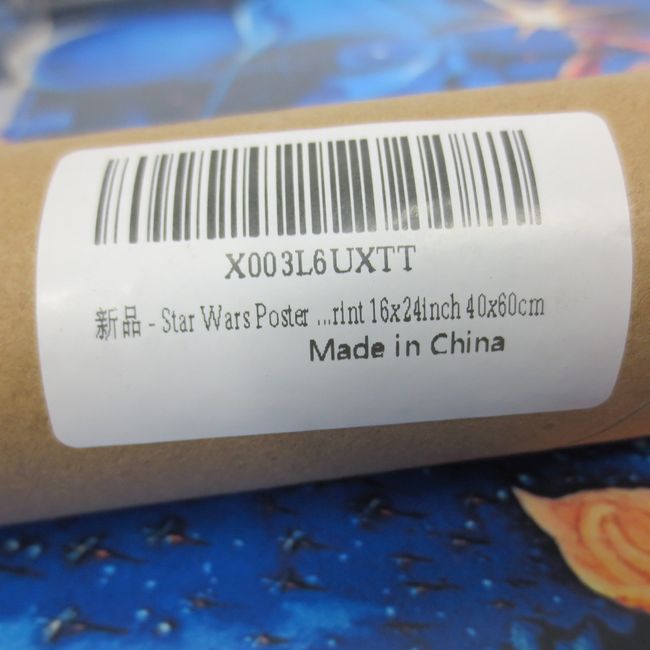 X003L6UXTT
新品 - Star Wars Poster ...rint 16x24inch 40x60cm
Made in China